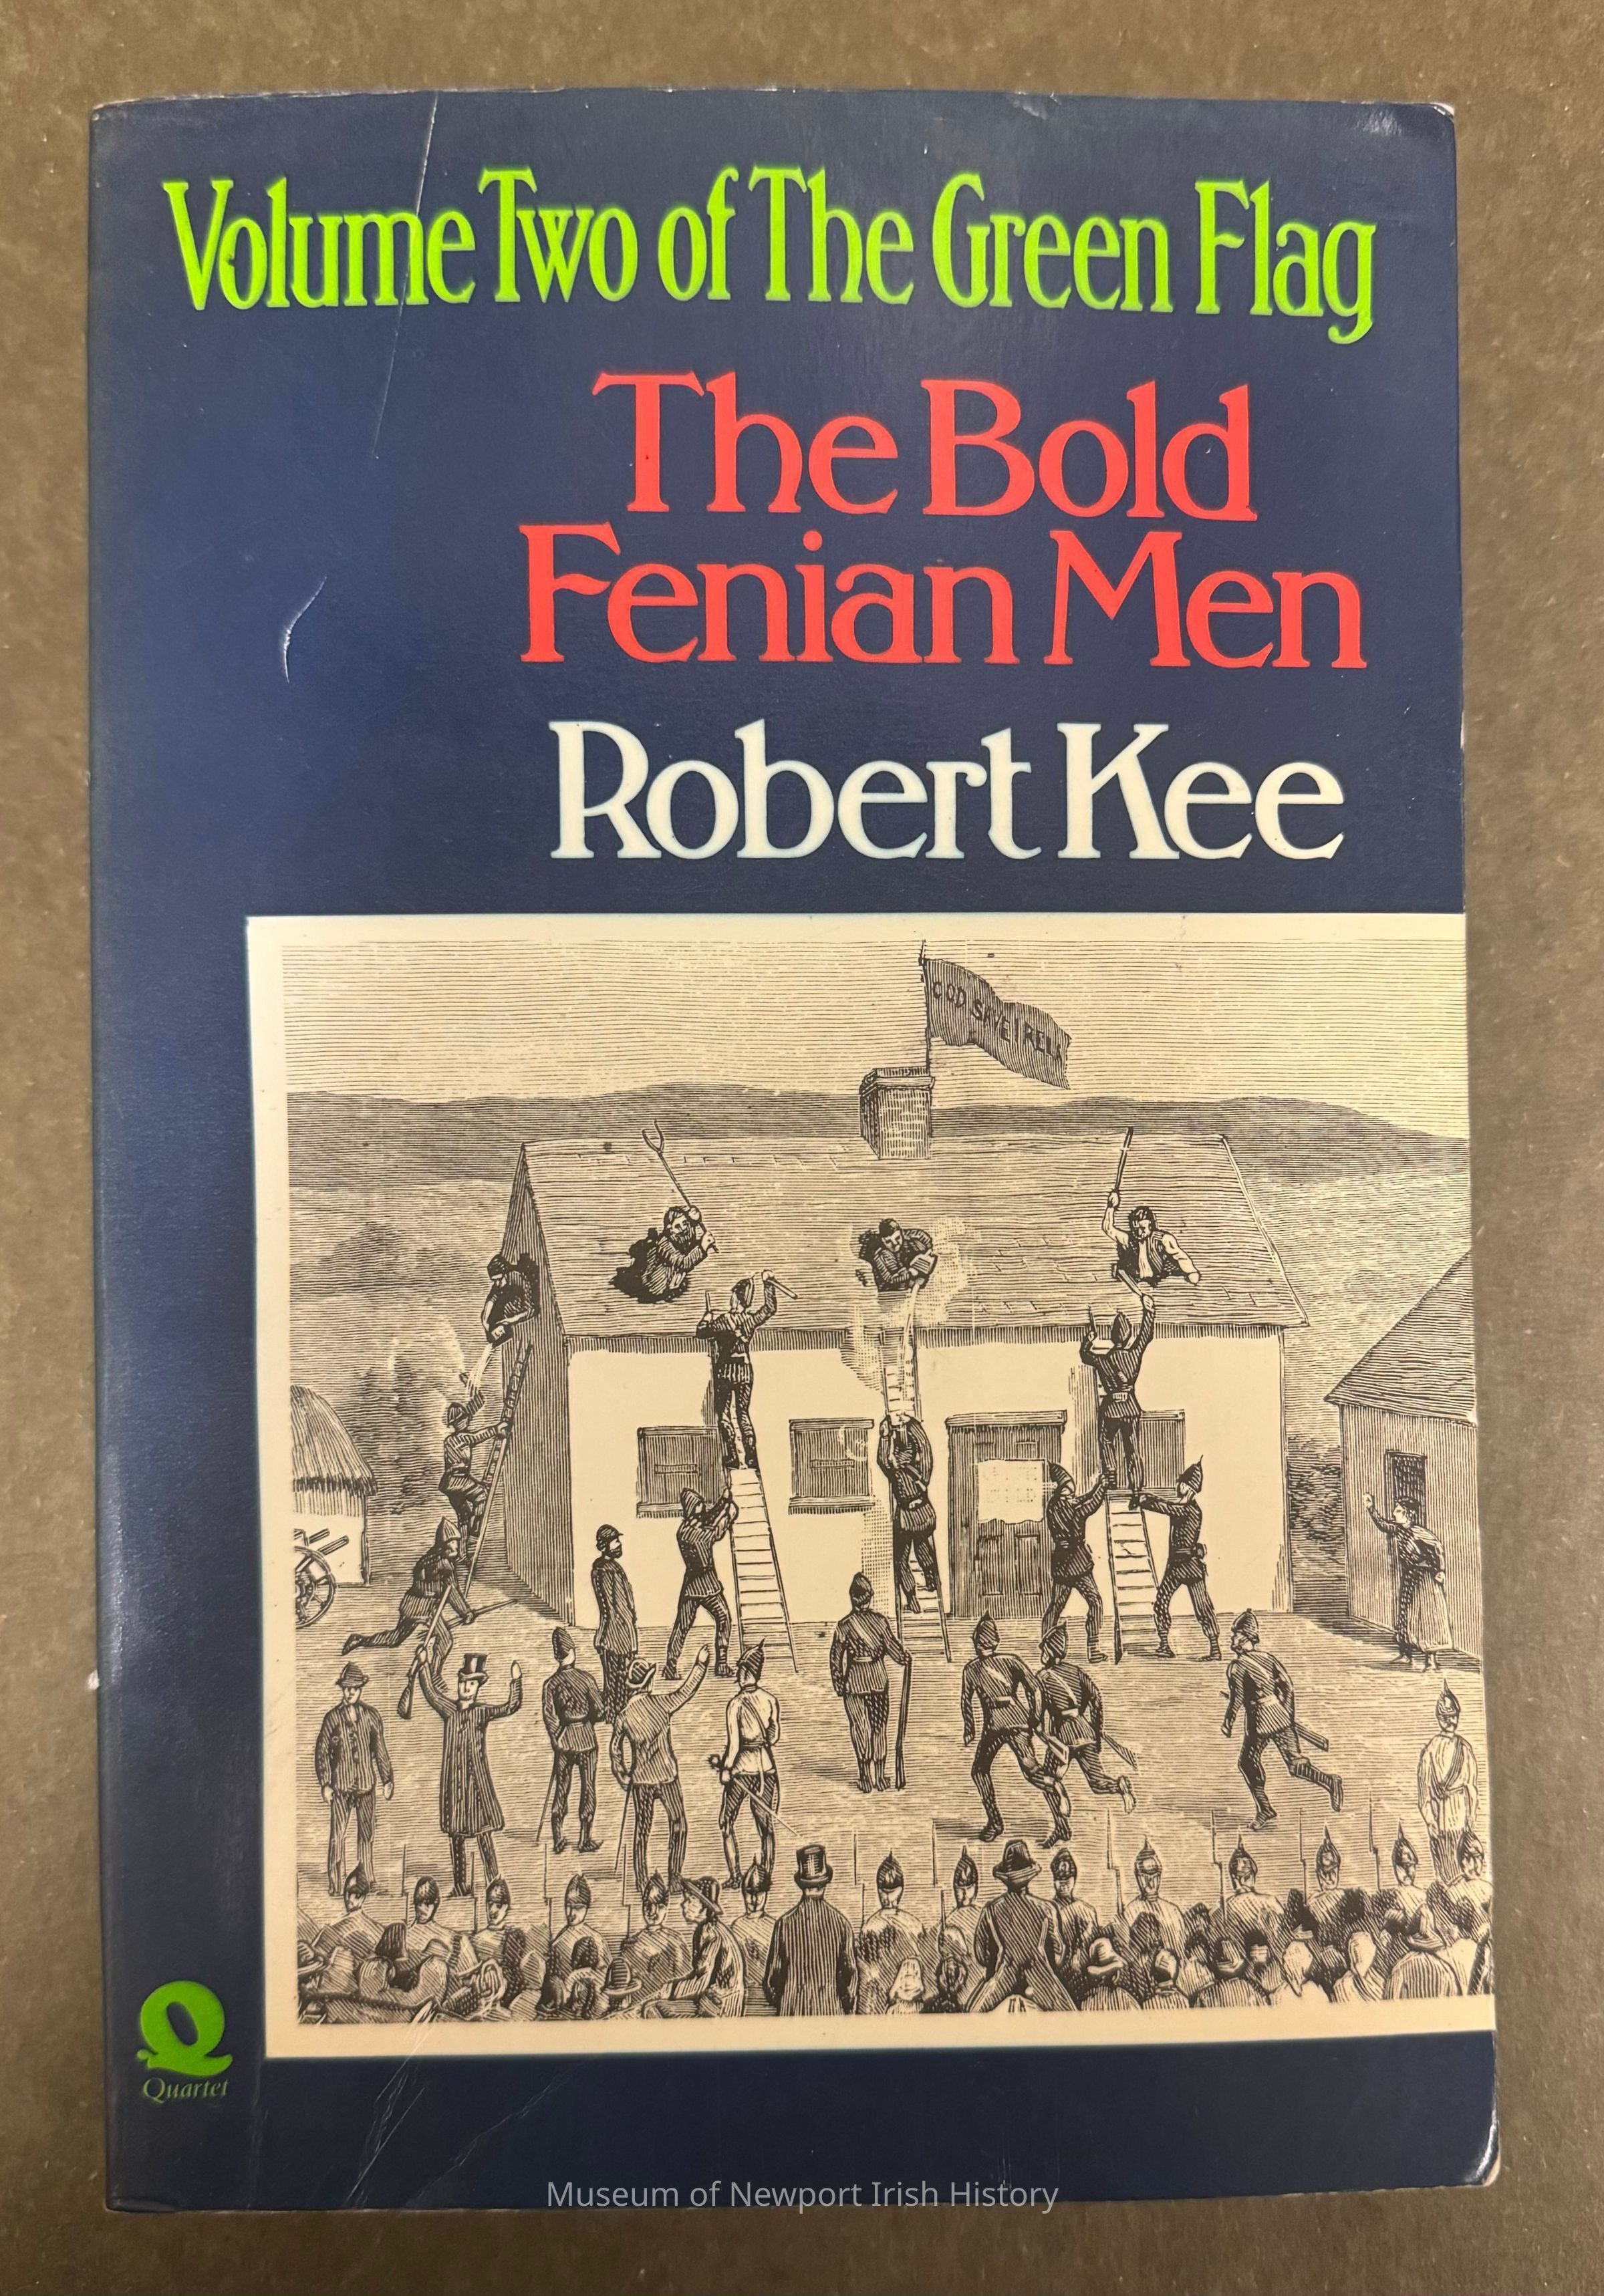 Volume Two of The Green Flag
The Bold
Fenian Men
Robert Kee
GOD SAVE IRELA
Quartet
Museum of Newport Irish History